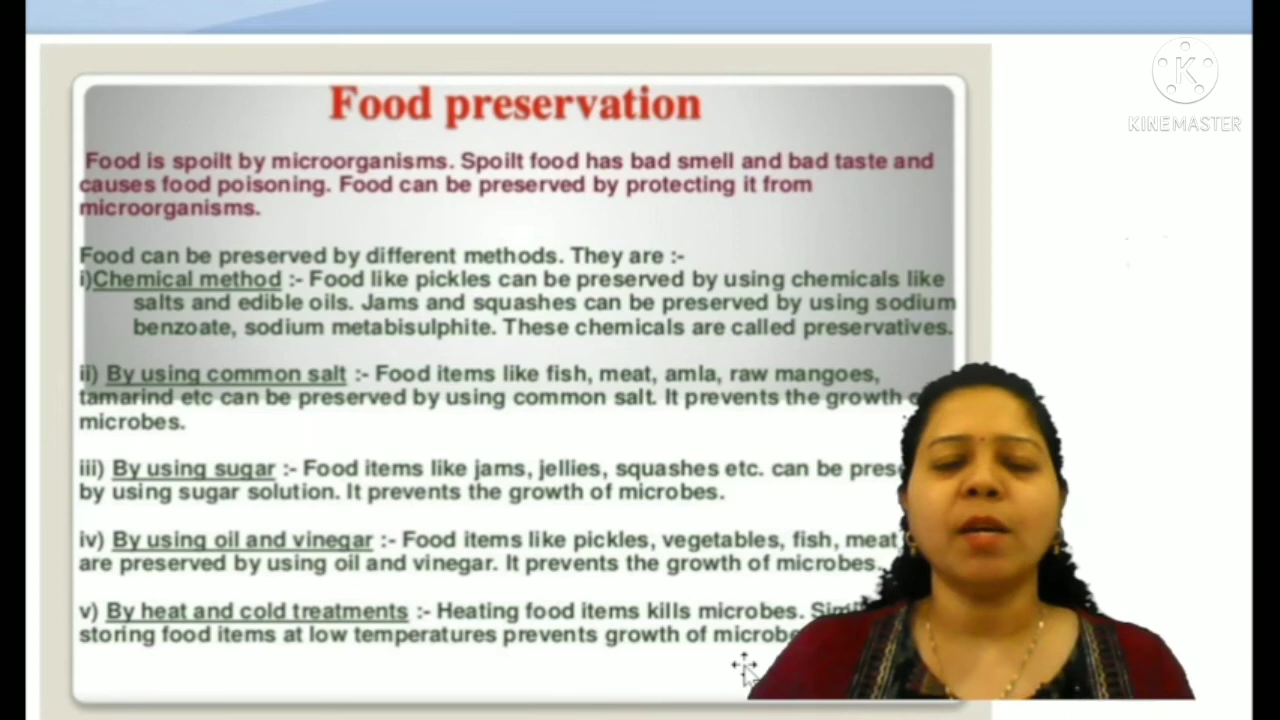 Food preservation
Food is spoilt by microorganisms. Spoilt food has bad smell and bad taste and
causes food poisoning. Food can be preserved by protecting it from
microorganisms.
Food can be preserved by different methods. They are :-
i)Chemical method :- Food like pickles can be preserved by using chemicals like
salts and edible oils. Jams and squashes can be preserved by using sodium
benzoate, sodium metabisulphite. These chemicals are called preservatives.
ii) By using common salt :- Food items like fish, meat, amla, raw mangoes,
tamarind etc can be preserved by using common salt. It prevents the growth
microbes.
iii) By using sugar :- Food items like jams, jellies, squashes etc. can be
by using sugar solution. It prevents the growth of microbes.
iv) By using oil and vinegar :- Food items like pickles, vegetables, fish, meat
are preserved by using oil and vinegar. It prevents the growth of microbes.
v) By heat and cold treatments :- Heating food items kills microbes.
storing food items at low temperatures prevents growth of
K
KINEMASTER